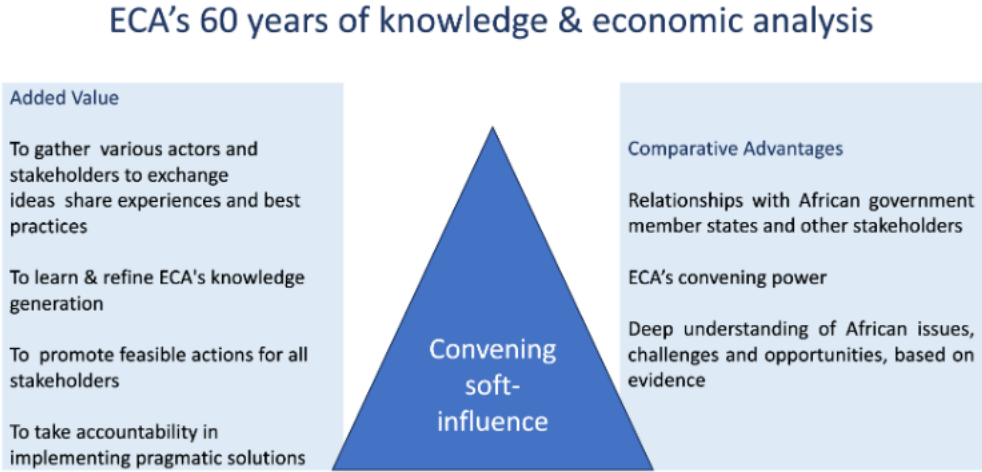 ECA's 60 years of knowledge & economic analysis
Added Value
To gather various actors and
stakeholders to exchange
ideas share experiences and best
practices
To learn & refine ECA's knowledge
generation
To promote feasible actions for all
stakeholders
To take accountability in
implementing pragmatic solutions
Convening
soft-
influence
Comparative Advantages
Relationships with African government
member states and other stakeholders
ECA's convening power
Deep understanding of African issues,
challenges and opportunities, based on
evidence